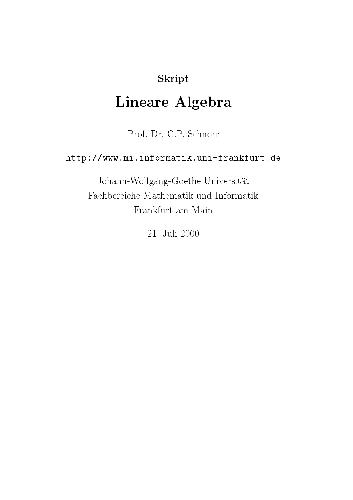 Skript
Lineare Algebra
Prof. Dr. C.P. Schnorr
http://www.mi.informatik.uni-frankfurt.de
Johann-Wolfgang-Goethe-Universität
Fachbereiche Mathematik und Informatik
Frankfurt am Main
21. Juli 2000